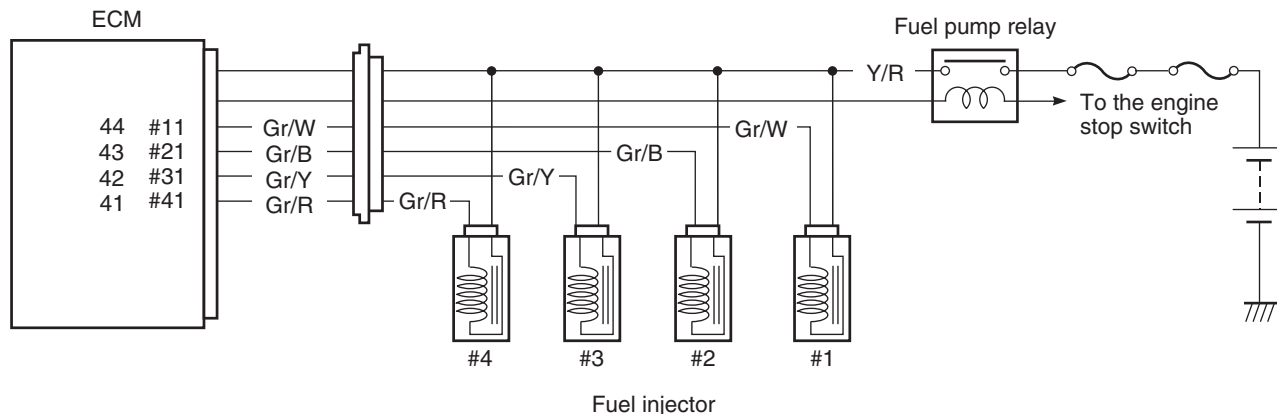 ECM
Fuel pump relay
Y/R
To the engine
stop switch
44 #11 Gr/W Gr/W
43 #21 Gr/B Gr/B
42 #31 Gr/Y Gr/Y
41 #41 Gr/R Gr/R
#4 #3 #2 #1
Fuel injector